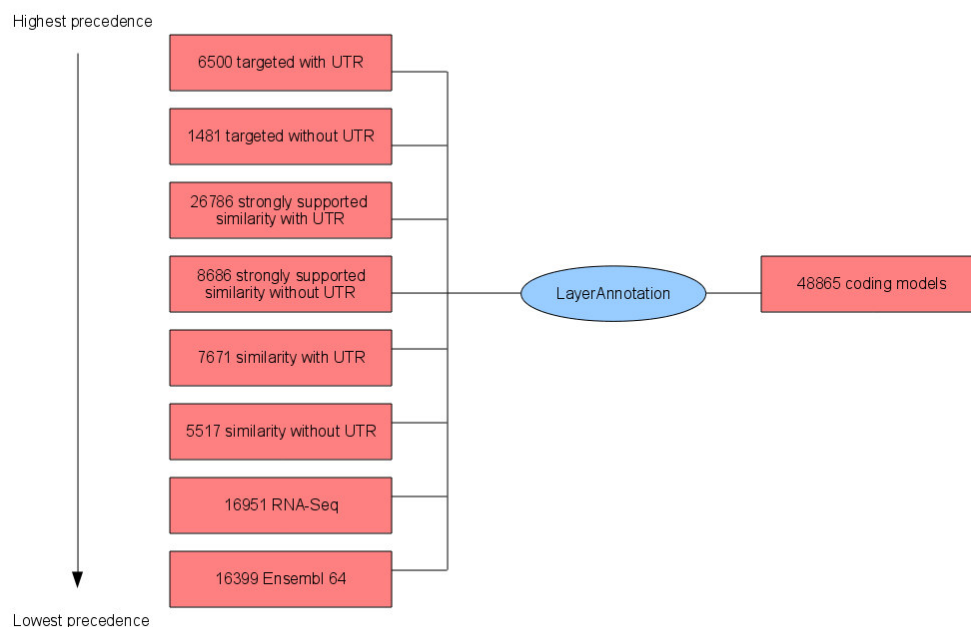 Highest precedence
6500 targeted with UTR
1481 targeted without UTR
26786 strongly supported
similarity with UTR
8686 strongly supported
similarity without UTR
LayerAnnotation
48865 coding models
7671 similarity with UTR
5517 similarity without UTR
16951 RNA-Seq
16399 Ensembl 64
Lowest precedence